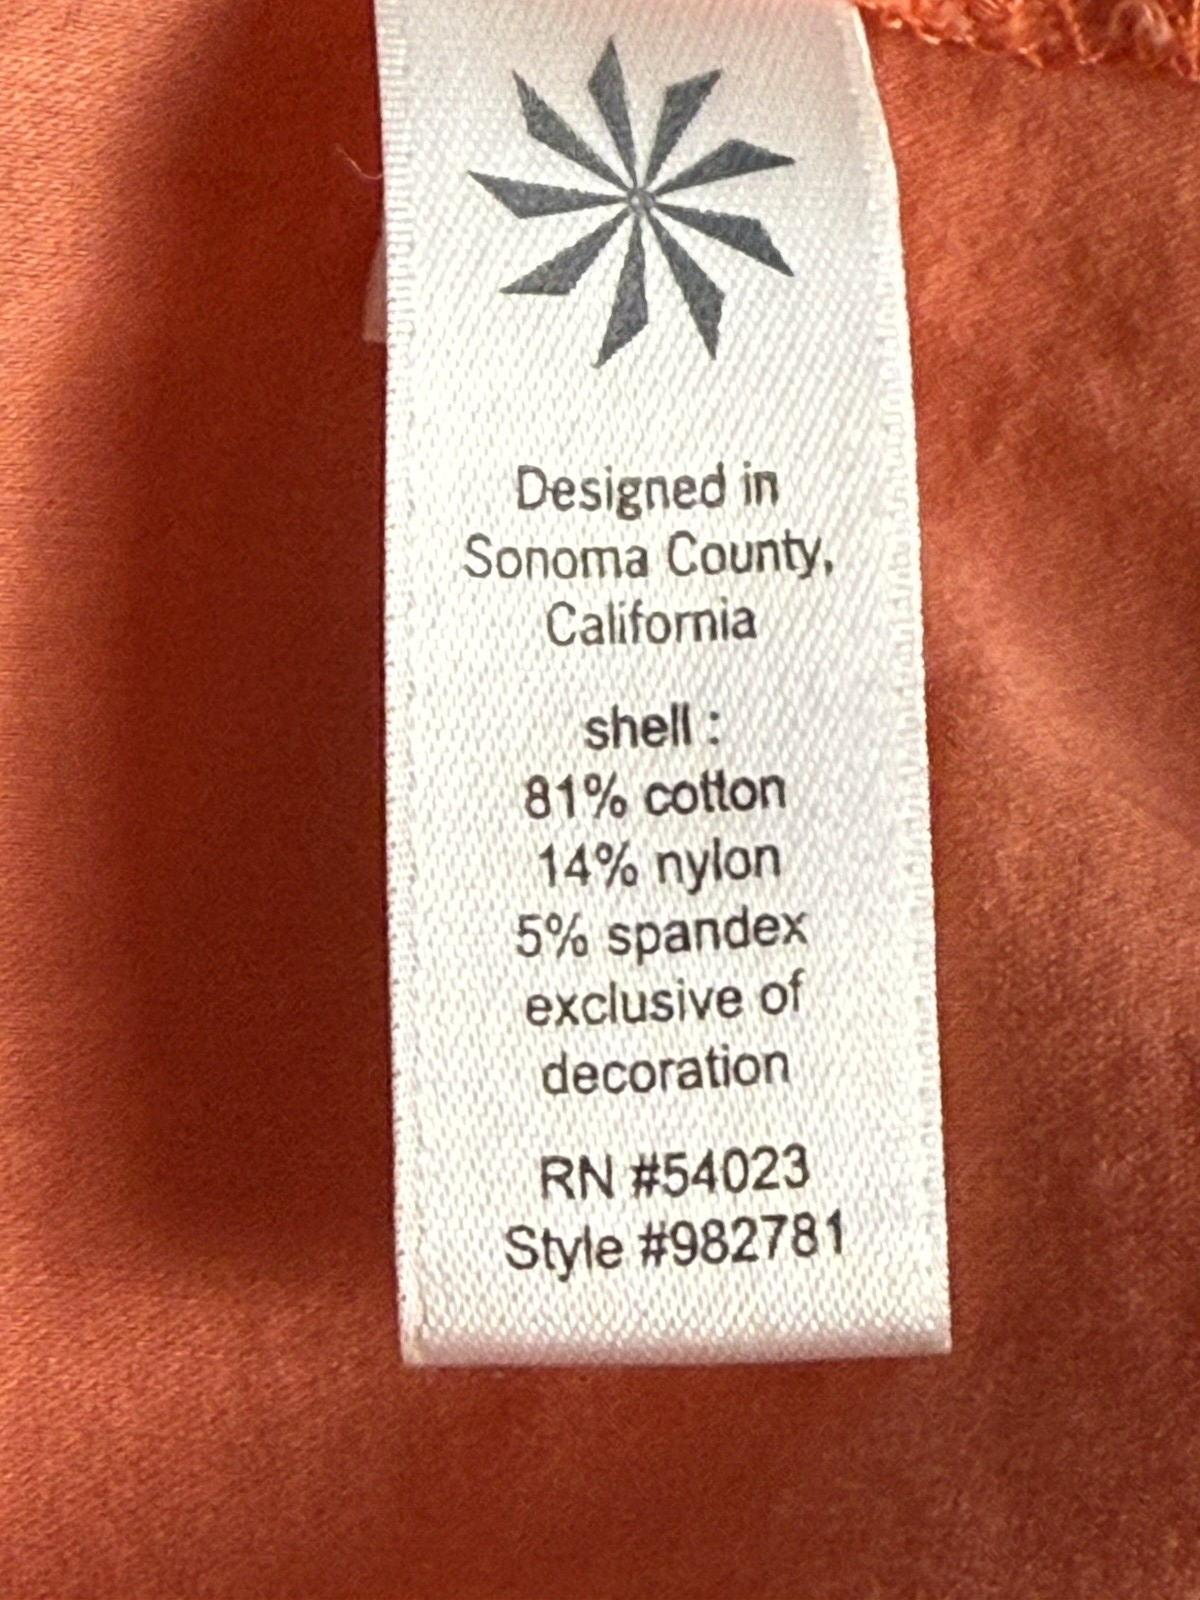 Designed in
Sonoma County,
California
shell :
81% cotton
14% nylon
5% spandex
exclusive of
decoration
RN #54023
Style #982781